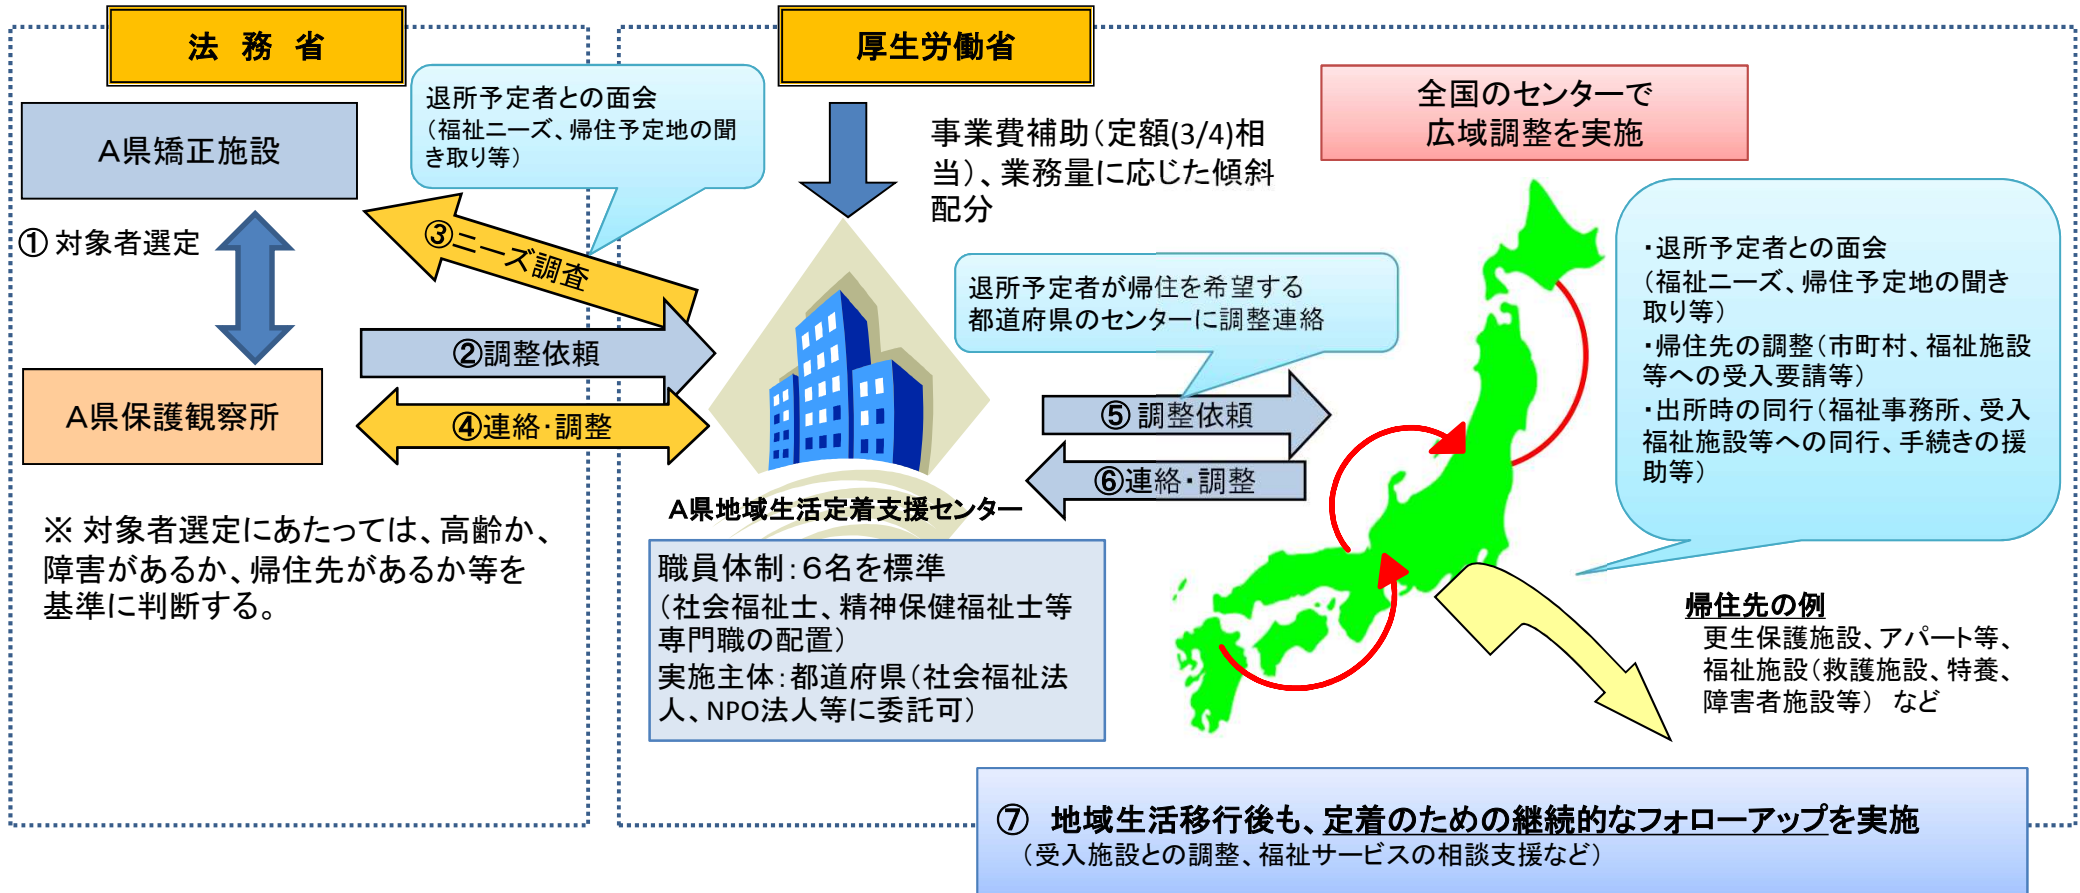 法 務 省
厚生労働省
退所予定者との面会
（福祉ニーズ、帰住予定地の聞
き取り等）
A県矯正施設
① 対象者選定
A県保護観察所
③ニーズ調査
②調整依頼
④連絡・調整
※ 対象者選定にあたっては、高齢か、
障害があるか、帰住先があるか等を
基準に判断する。
事業費補助（定額(3/4)相
当）、業務量に応じた傾斜
配分
A県地域生活定着支援センター
職員体制：６名を標準
（社会福祉士、精神保健福祉士等
専門職の配置）
実施主体：都道府県（社会福祉法
人、NPO法人等に委託可）
退所予定者が帰住を希望する
都道府県のセンターに調整連絡
⑤ 調整依頼
⑥連絡・調整
全国のセンターで
広域調整を実施
・退所予定者との面会
（福祉ニーズ、帰住予定地の聞き
取り等）
・帰住先の調整（市町村、福祉施設
等への受入要請等）
・出所時の同行（福祉事務所、受入
福祉施設等への同行、手続きの援
助等）
帰住先の例
更生保護施設、アパート等、
福祉施設（救護施設、特養、
障害者施設等） など
⑦ 地域生活移行後も、定着のための継続的なフォローアップを実施
（受入施設との調整、福祉サービスの相談支援など）